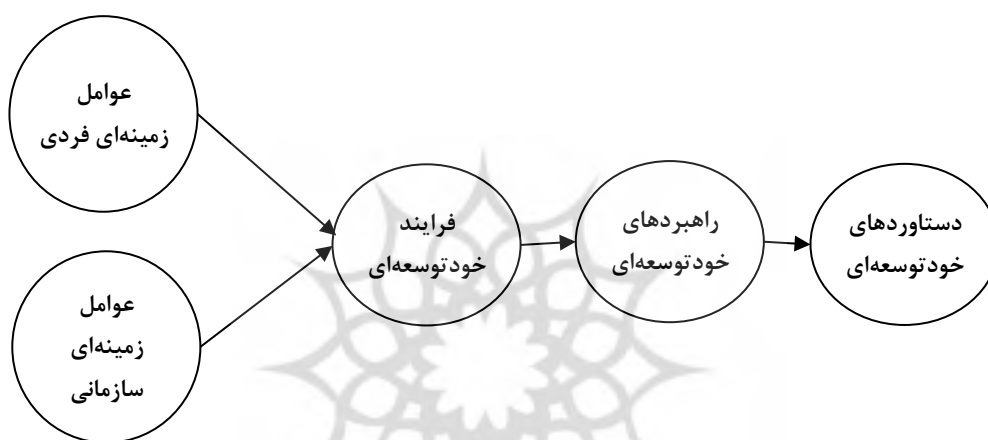 عوامل
زمینه‌ای فردی
عوامل
زمینه‌ای
سازمانی
فرایند
خودتوسعه‌ای
راهبردهای
خودتوسعه‌ای
دستاوردهای
خودتوسعه‌ای